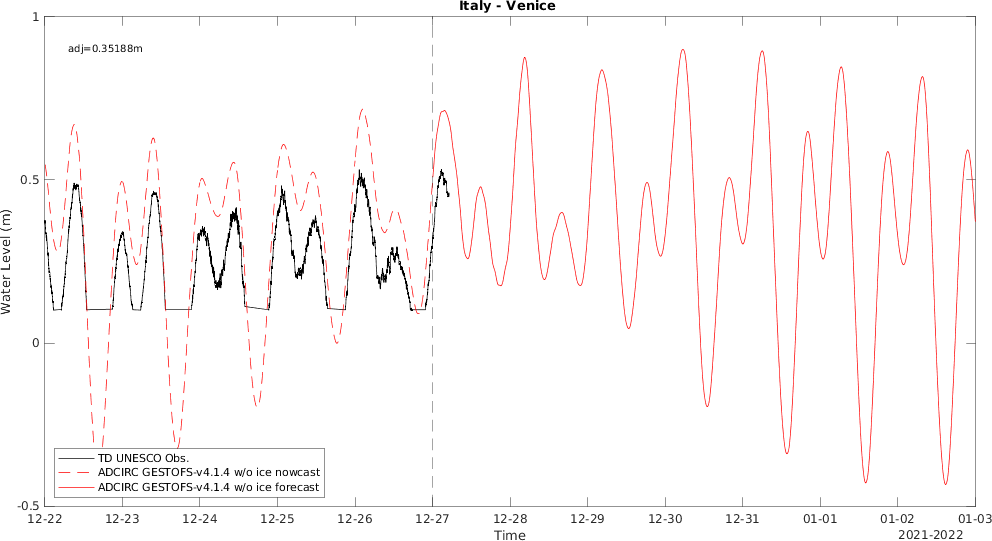 Italy - Venice
1
adj=0.35188m
0.5
Water Level (m)
0
TD UNESCO Obs.
ADCIRC GESTOFS-v4.1.4 w/o ice nowcast
ADCIRC GESTOFS-v4.1.4 w/o ice forecast
-0.5
12-22 12-23 12-24 12-25 12-26 12-27 12-28 12-29 12-30 12-31 01-01 01-02 01-03
Time
2021-2022